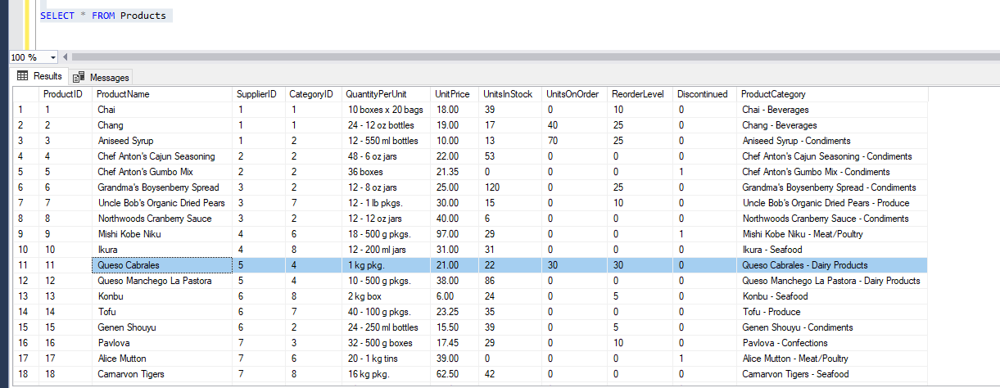 SELECT * FROM Products
100 %
Results Messages
ProductID ProductName SupplierID CategoryID QuantityPerUnit UnitPrice UnitsInStock UnitsOnOrder ReorderLevel Discontinued ProductCategory
1 1 Chai 1 1 10 boxes x 20 bags 18.00 39 0 10 0 Chai - Beverages
2 2 Chang 1 1 24 - 12 oz bottles 19.00 17 40 25 0 Chang - Beverages
3 3 Aniseed Syrup 1 2 12 - 550 ml bottles 10.00 13 70 25 0 Aniseed Syrup - Condiments
4 4 Chef Anton's Cajun Seasoning 2 2 48 - 6 oz jars 22.00 53 0 0 0 Chef Anton's Cajun Seasoning - Condiments
5 5 Chef Anton's Gumbo Mix 2 2 36 boxes 21.35 0 0 0 1 Chef Anton's Gumbo Mix - Condiments
6 6 Grandma's Boysenberry Spread 3 2 12 - 8 oz jars 25.00 120 0 25 0 Grandma's Boysenberry Spread - Condiments
7 7 Uncle Bob's Organic Dried Pears 3 7 12 - 1 lb pkgs. 30.00 15 0 10 0 Uncle Bob's Organic Dried Pears - Produce
8 8 Northwoods Cranberry Sauce 3 2 12 - 12 oz jars 40.00 6 0 0 0 Northwoods Cranberry Sauce - Condiments
9 9 Mishi Kobe Niku 4 6 18 - 500 g pkgs. 97.00 29 0 0 1 Mishi Kobe Niku - Meat/Poultry
10 10 Ikura 4 8 12 - 200 ml jars 31.00 31 0 0 0 Ikura - Seafood
11 11 Queso Cabrales 5 4 1 kg pkg. 21.00 22 30 30 0 Queso Cabrales - Dairy Products
12 12 Queso Manchego La Pastora 5 4 10 - 500 g pkgs. 38.00 86 0 0 0 Queso Manchego La Pastora - Dairy Products
13 13 Konbu 6 8 2 kg box 6.00 24 0 5 0 Konbu - Seafood
14 14 Tofu 6 7 40 - 100 g pkgs. 23.25 35 0 0 0 Tofu - Produce
15 15 Genen Shouyu 6 2 24 - 250 ml bottles 15.50 39 0 5 0 Genen Shouyu - Condiments
16 16 Pavlova 7 3 32 - 500 g boxes 17.45 29 0 10 0 Pavlova - Confections
17 17 Alice Mutton 7 6 20 - 1 kg tins 39.00 0 0 0 1 Alice Mutton - Meat/Poultry
18 18 Carnarvon Tigers 7 8 16 kg pkg. 62.50 42 0 0 0 Carnarvon Tigers - Seafood